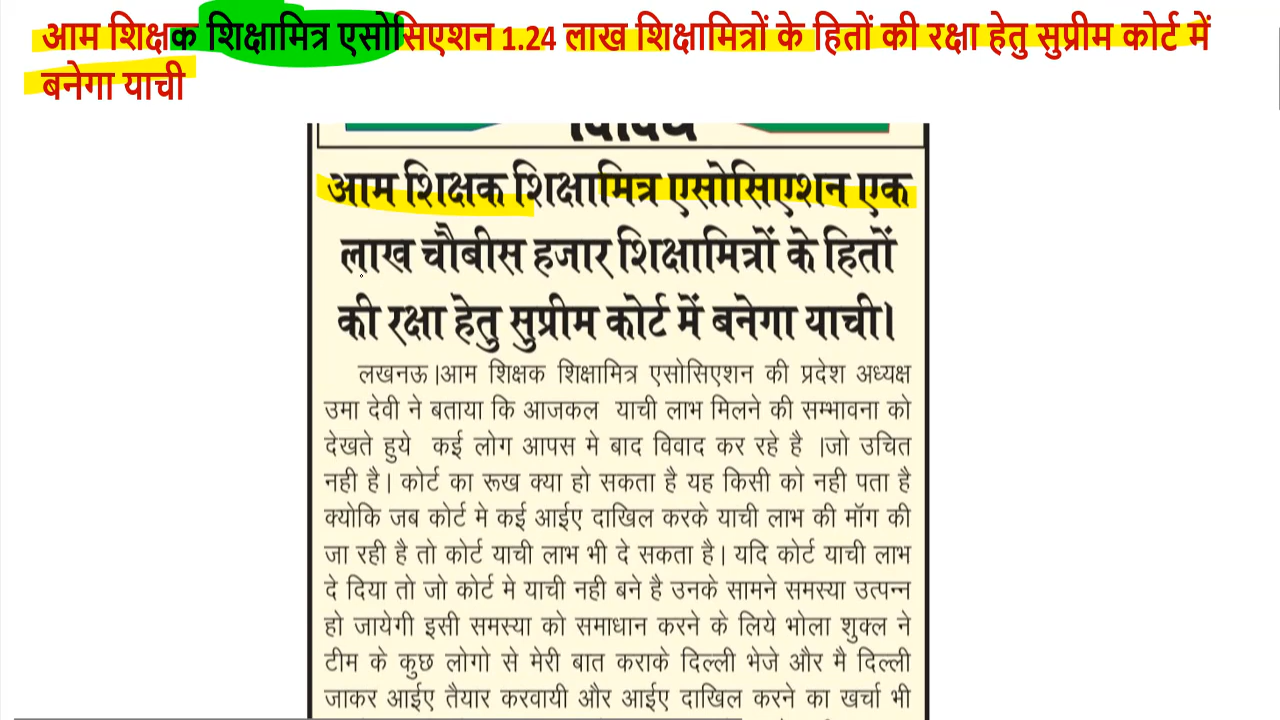 आम शिक्षक शिक्षामित्र एसोसिएशन 1.24 लाख शिक्षामित्रों के हितों की रक्षा हेतु सुप्रीम कोर्ट में
बनेगा याची
आम शिक्षक शिक्षामित्र एसोसिएशन एक
लाख चौबीस हजार शिक्षामित्रों के हितों
की रक्षा हेतु सुप्रीम कोर्ट में बनेगा याची।
लखनऊ।आम शिक्षक शिक्षामित्र एसोसिएशन की प्रदेश अध्यक्ष
उमा देवी ने बताया कि आजकल याची लाभ मिलने की सम्भावना को
देखते हुये कई लोग आपस मे बाद विवाद कर रहे है ।जो उचित
नही है। कोर्ट का रूख क्या हो सकता है यह किसी को नही पता है
क्योकि जब कोर्ट मे कई आईए दाखिल करके याची लाभ की मॉग की
जा रही है तो कोर्ट याची लाभ भी दे सकता है। यदि कोर्ट याची लाभ
दे दिया तो जो कोर्ट मे याची नही बने है उनके सामने समस्या उत्पन्न
हो जायेगी इसी समस्या को समाधान करने के लिये भोला शुक्ल ने
टीम के कुछ लोगो से मेरी बात कराके दिल्ली भेजे और मै दिल्ली
जाकर आईए तैयार करवायी और आईए दाखिल करने का खर्चा भी